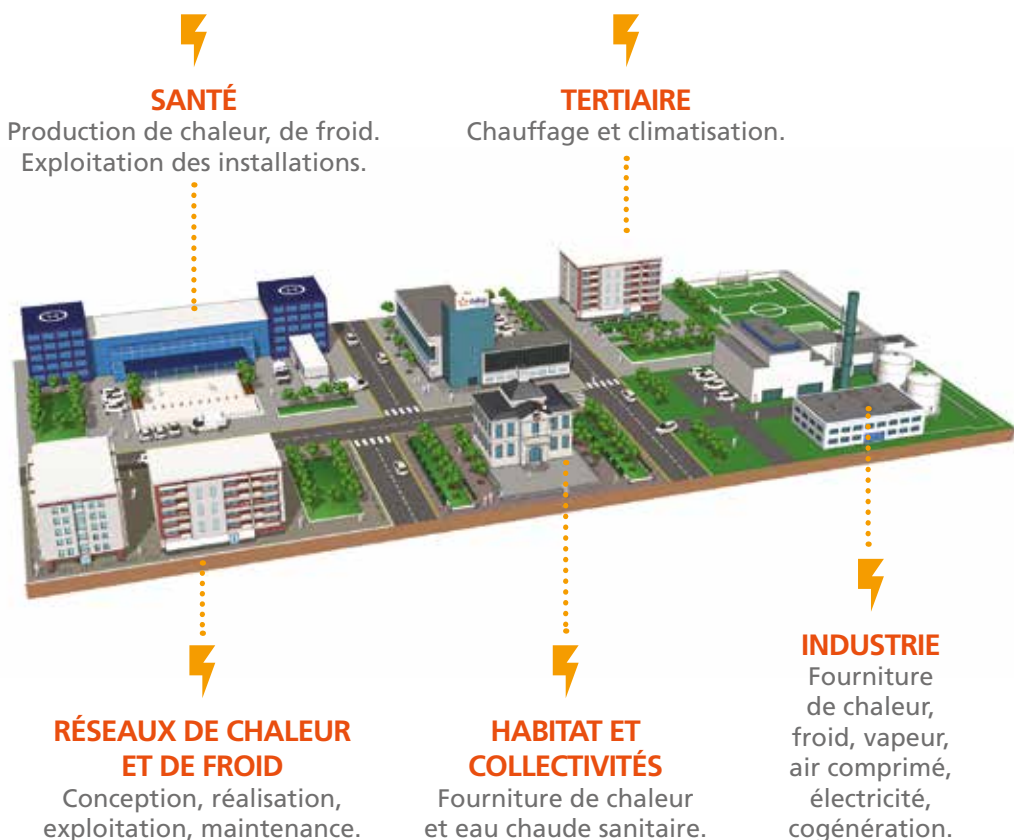 SANTÉ
Production de chaleur, de froid.
Exploitation des installations.
TERTIAIRE
Chauffage et climatisation.
H
H
RÉSEAUX DE CHALEUR
ET DE FROID
Conception, réalisation,
exploitation, maintenance.
HABITAT ET
COLLECTIVITÉS
Fourniture de chaleur
et eau chaude sanitaire.
INDUSTRIE
Fourniture
de chaleur,
froid, vapeur,
air comprimé,
électricité,
cogénération.